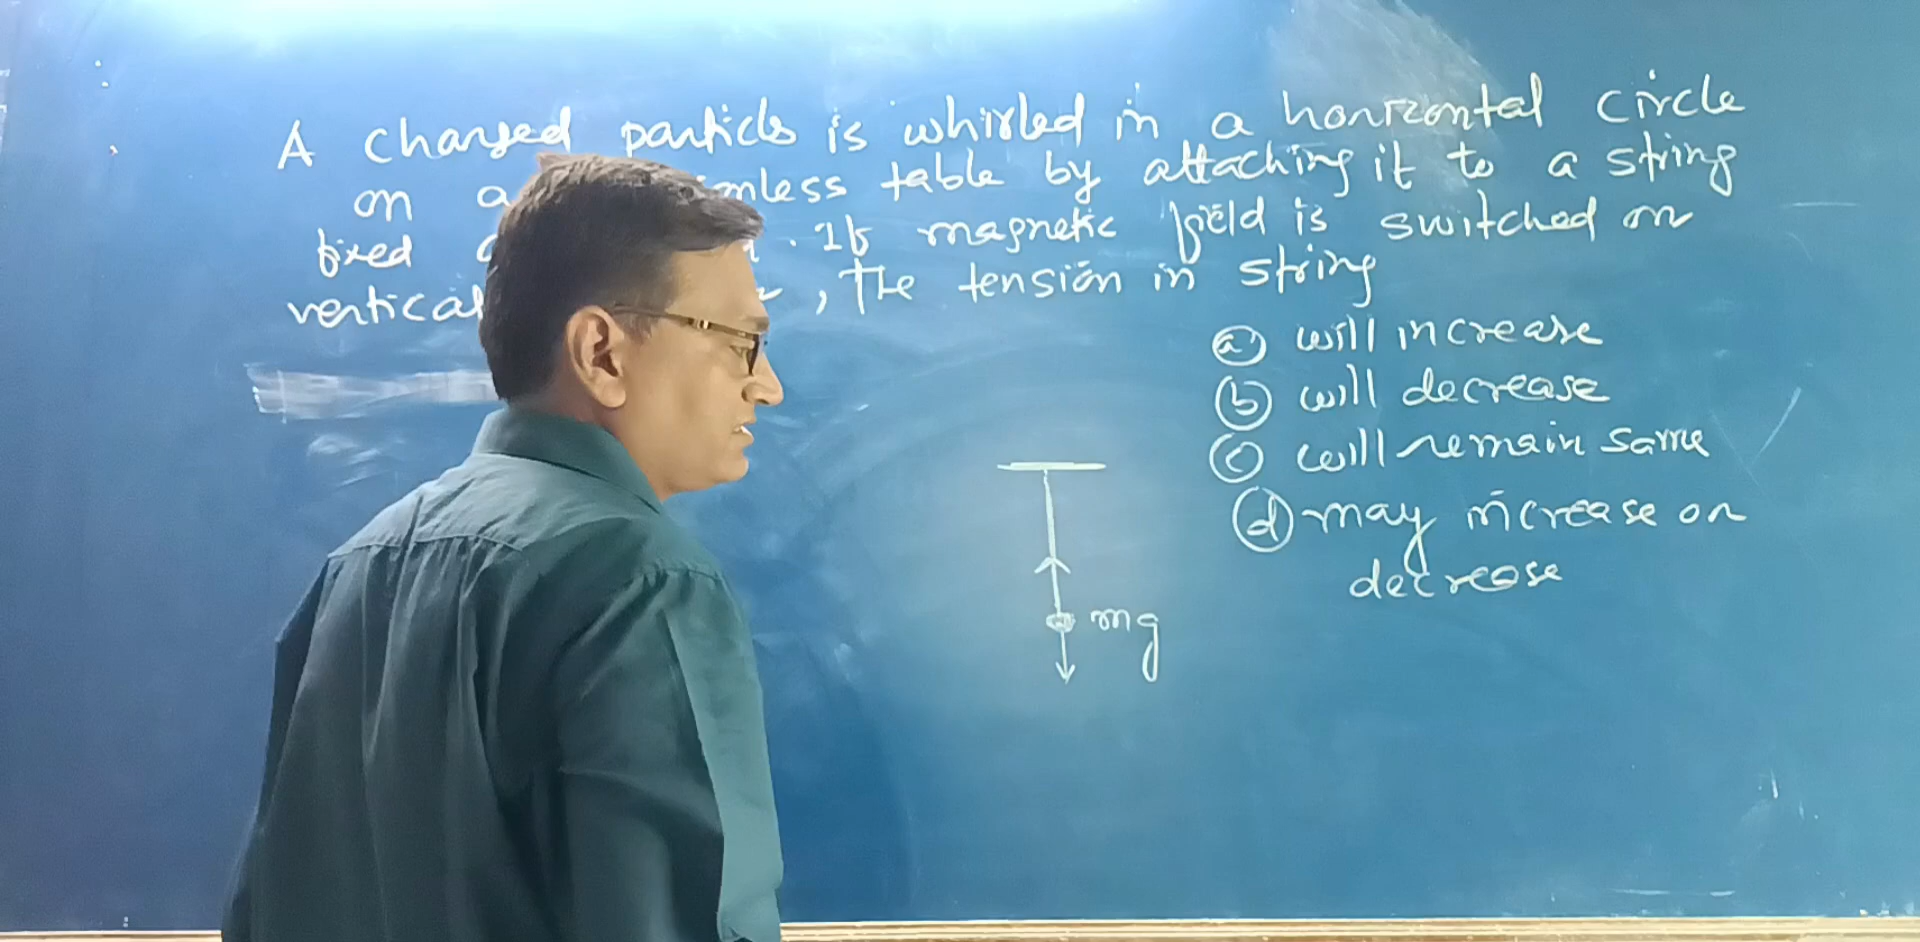 A charged particle is whirled in a horizontal circle
on a table by attaching it to a string
fixed . If magnetic field is switched on
vertical , The tension in string
(a) will increase
(b) will decrease
(c) will remain same
(d) may increase or
decrease
mg